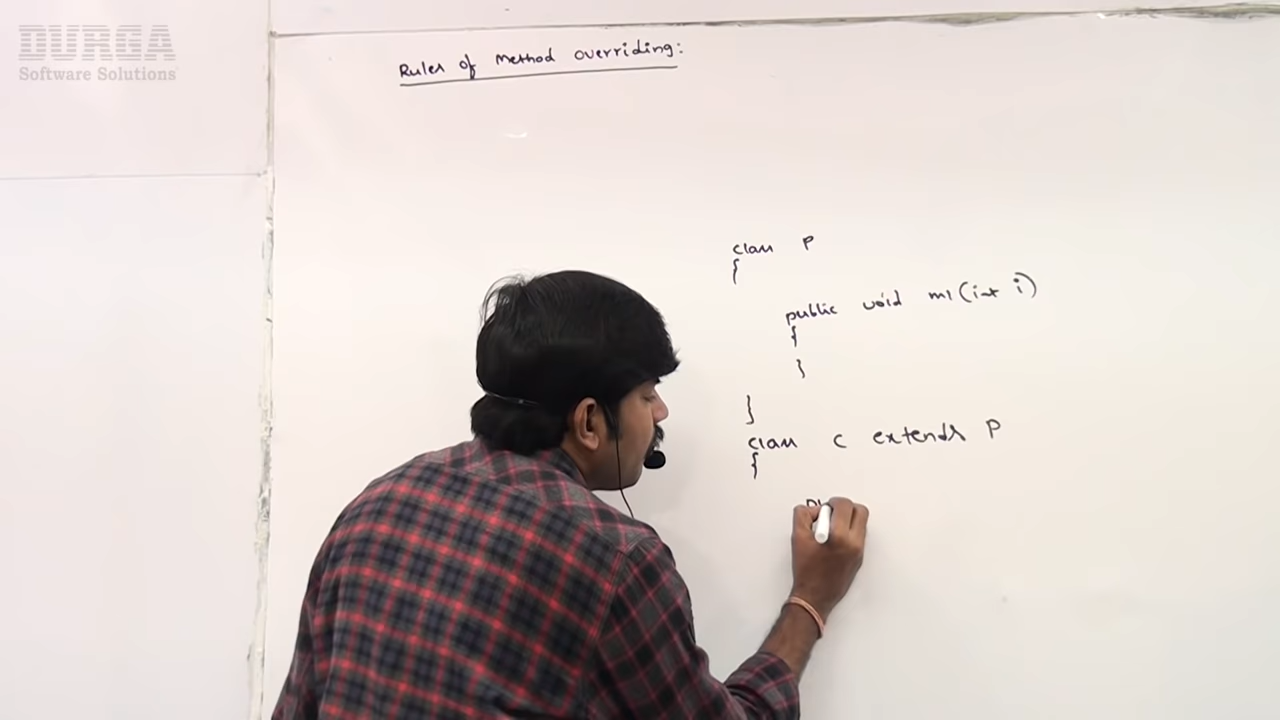 DURGA
Software Solutions
Rules of Method overriding:
class P
{
public void m1(int i)
{
}
}
class C extends P
{